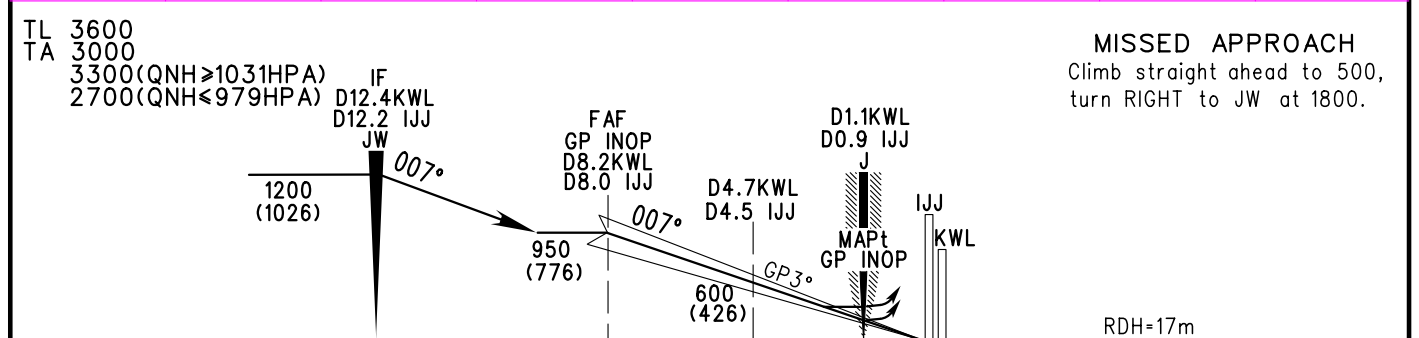 TL 3600
TA 3000
3300(QNH≥1031HPA)
2700(QNH≤979HPA)
MISSED APPROACH
Climb straight ahead to 500,
turn RIGHT to JW at 1800.
IF
D12.4KWL
D12.2 IJJ
JW
007°
1200
(1026)
FAF
GP INOP
D8.2KWL
D8.0 IJJ
007°
950
(776)
D4.7KWL
D4.5 IJJ
GP3°
600
(426)
D1.1KWL
D0.9 IJJ
J
MAPt
GP INOP
IJJ
KWL
RDH=17m